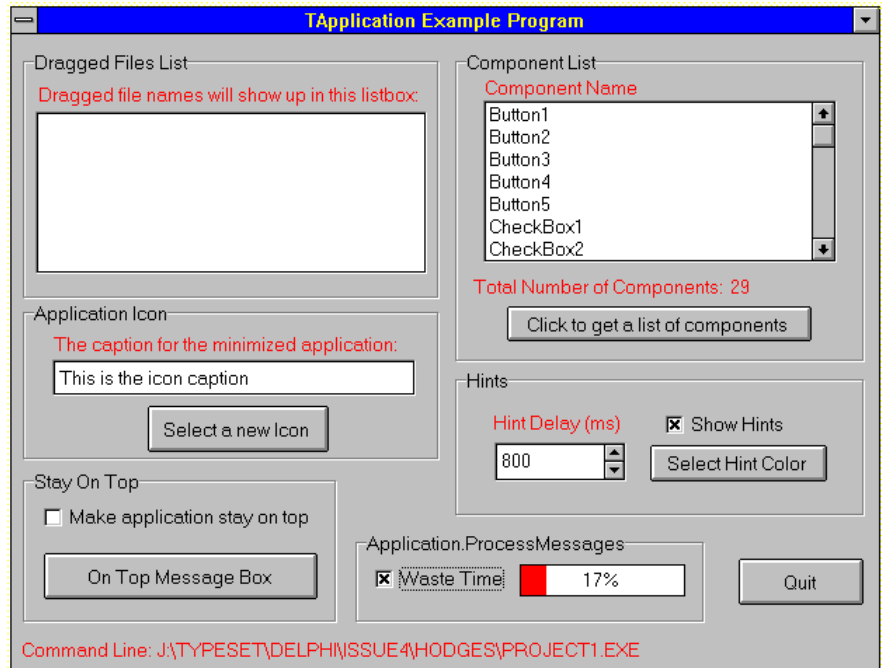 TApplication Example Program
Dragged Files List
Dragged file names will show up in this listbox:
Component List
Component Name
Button1
Button2
Button3
Button4
Button5
CheckBox1
CheckBox2
Total Number of Components: 29
Click to get a list of components
Application Icon
The caption for the minimized application:
This is the icon caption
Select a new Icon
Hints
Hint Delay (ms)
Show Hints
800
Select Hint Color
Stay On Top
Make application stay on top
On Top Message Box
Application.ProcessMessages
Waste Time
17%
Quit
Command Line: J:\TYPESET\DELPHI\ISSUE4\HODGES\PROJECT1.EXE